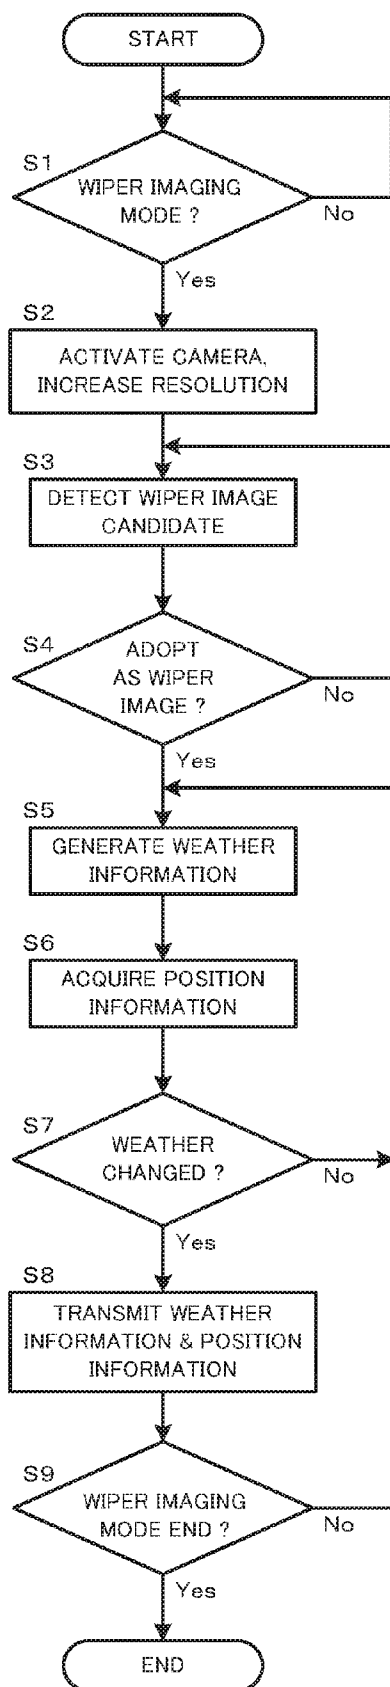 START
S1
WIPER IMAGING
MODE ?
No
Yes
S2
ACTIVATE CAMERA,
INCREASE RESOLUTION
S3
DETECT WIPER IMAGE
CANDIDATE
S4
ADOPT
AS WIPER
IMAGE ?
No
Yes
S5
GENERATE WEATHER
INFORMATION
S6
ACQUIRE POSITION
INFORMATION
S7
WEATHER
CHANGED ?
No
Yes
S8
TRANSMIT WEATHER
INFORMATION & POSITION
INFORMATION
S9
WIPER IMAGING
MODE END ?
No
Yes
END